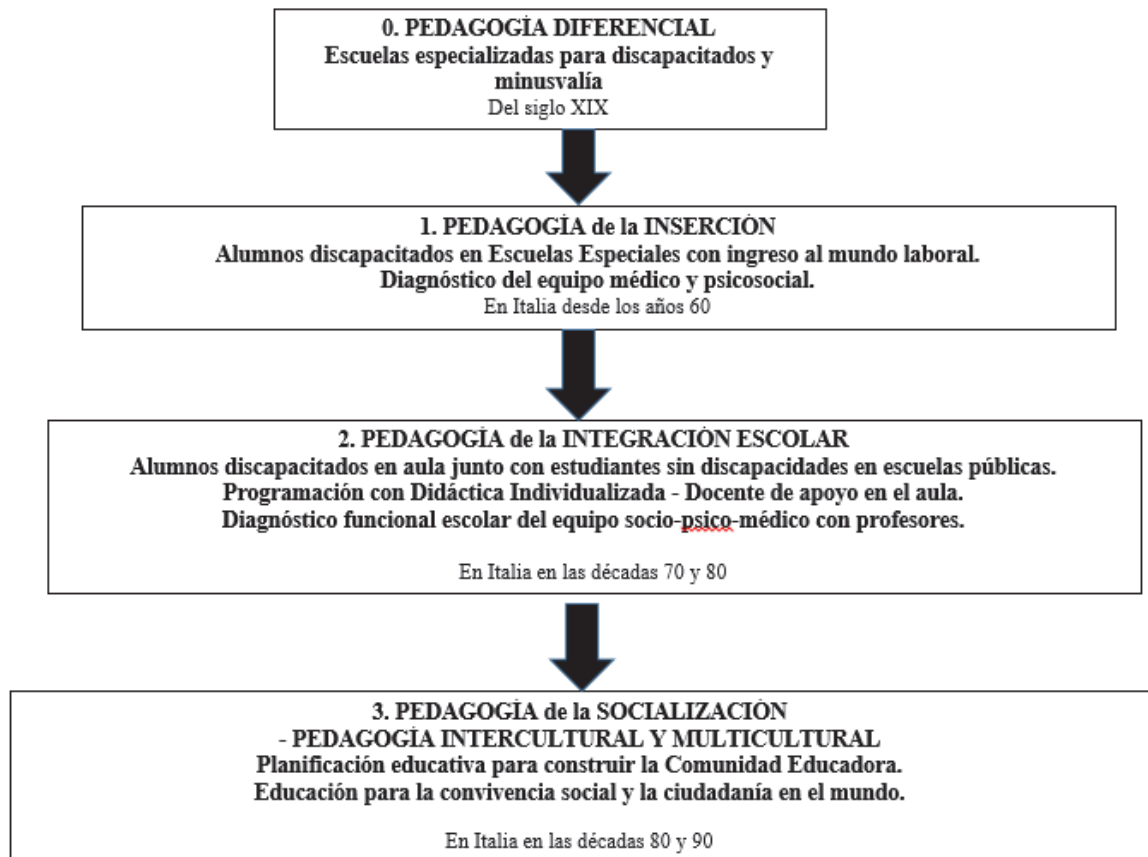 0. PEDAGOGÍA DIFERENCIAL
Escuelas especializadas para discapacitados y
minusvalía
Del siglo XIX
1. PEDAGOGÍA de la INSERCIÓN
Alumnos discapacitados en Escuelas Especiales con ingreso al mundo laboral.
Diagnóstico del equipo médico y psicosocial.
En Italia desde los años 60
2. PEDAGOGÍA de la INTEGRACIÓN ESCOLAR
Alumnos discapacitados en aula junto con estudiantes sin discapacidades en escuelas públicas.
Programación con Didáctica Individualizada - Docente de apoyo en el aula.
Diagnóstico funcional escolar del equipo socio-psico-médico con profesores.
En Italia en las décadas 70 y 80
3. PEDAGOGÍA de la SOCIALIZACIÓN
- PEDAGOGÍA INTERCULTURAL Y MULTICULTURAL
Planificación educativa para construir la Comunidad Educadora.
Educación para la convivencia social y la ciudadanía en el mundo.
En Italia en las décadas 80 y 90